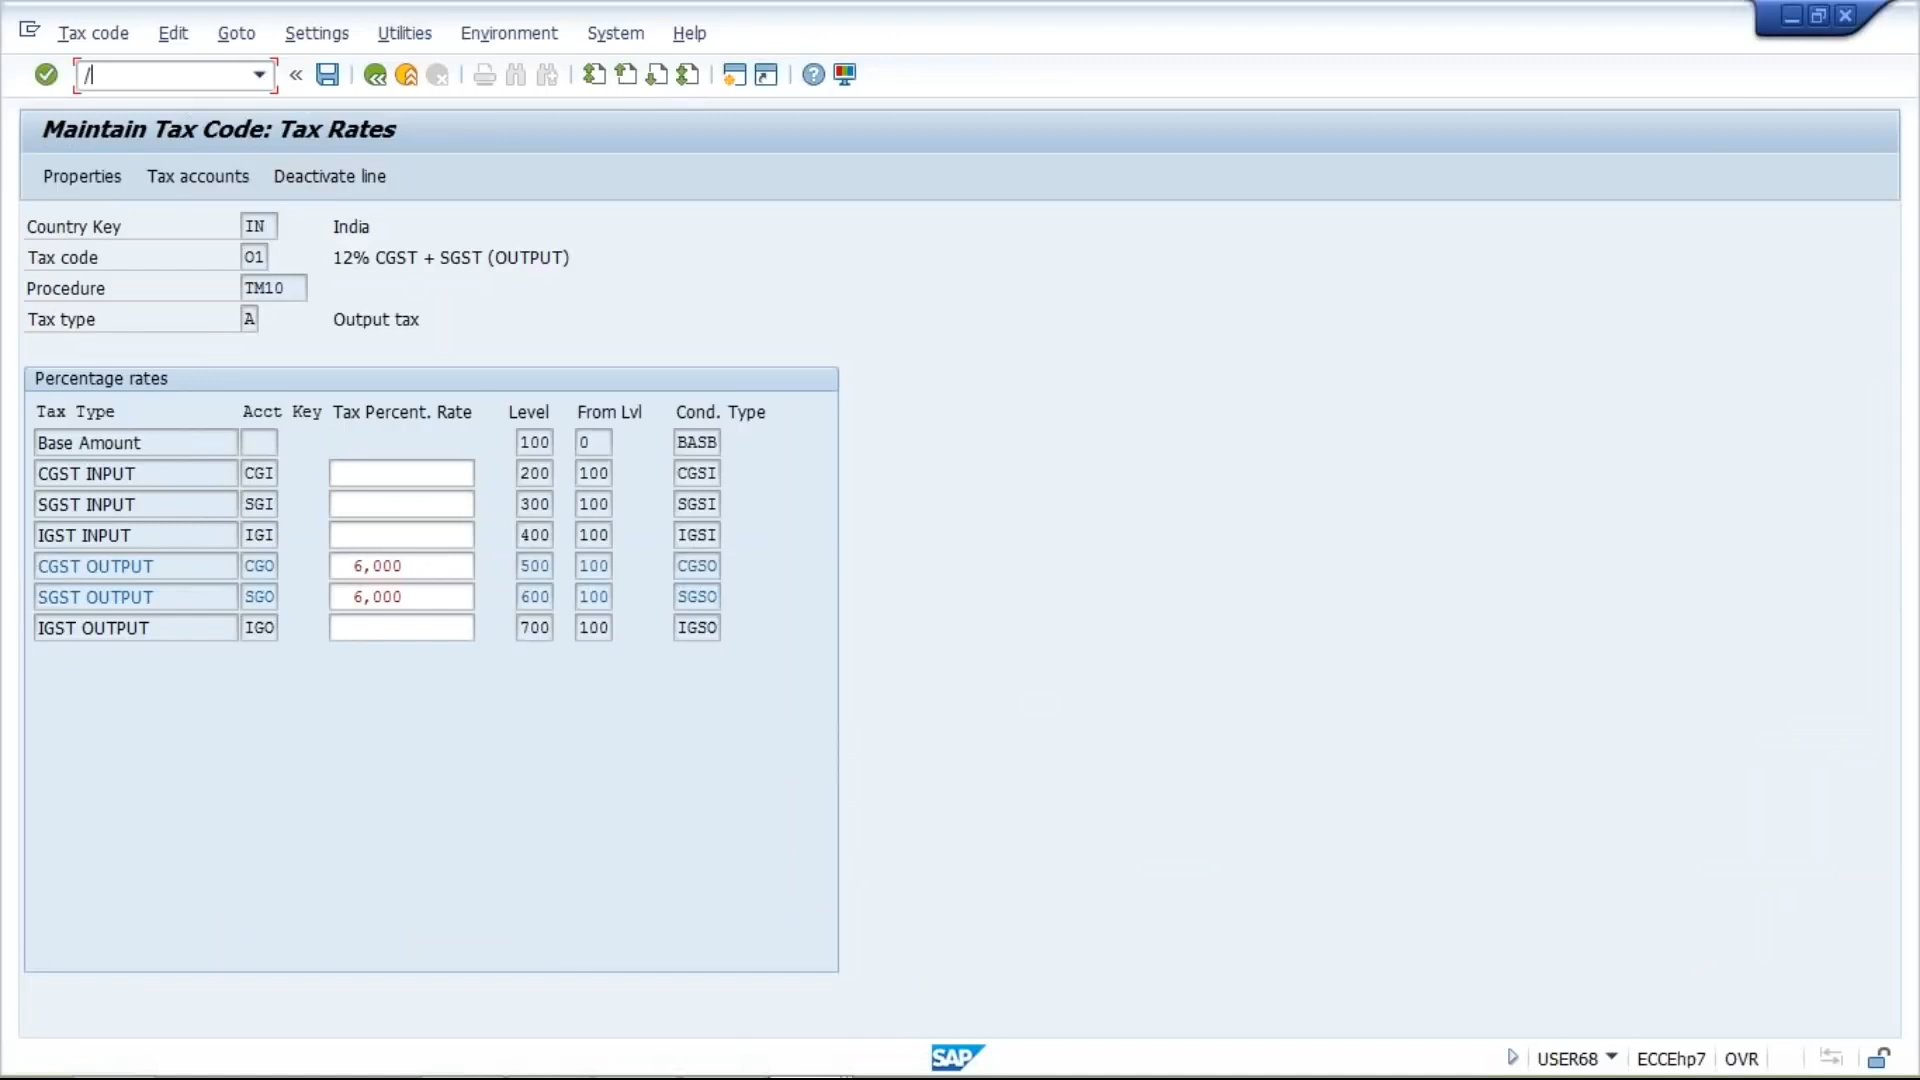 Tax code Edit Goto Settings Utilities Environment System Help
/
Maintain Tax Code: Tax Rates
Properties Tax accounts Deactivate line
Country Key IN India
Tax code O1 12% CGST + SGST (OUTPUT)
Procedure TM10
Tax type A Output tax
Percentage rates
Tax Type Acct Key Tax Percent. Rate Level From Lvl Cond. Type
Base Amount 100 0 BASB
CGST INPUT CGI 200 100 CGSI
SGST INPUT SGI 300 100 SGSI
IGST INPUT IGI 400 100 IGSI
CGST OUTPUT CGO 6,000 500 100 CGSO
SGST OUTPUT SGO 6,000 600 100 SGSO
IGST OUTPUT IGO 700 100 IGSO
SAP USER68 ECCEhp7 OVR